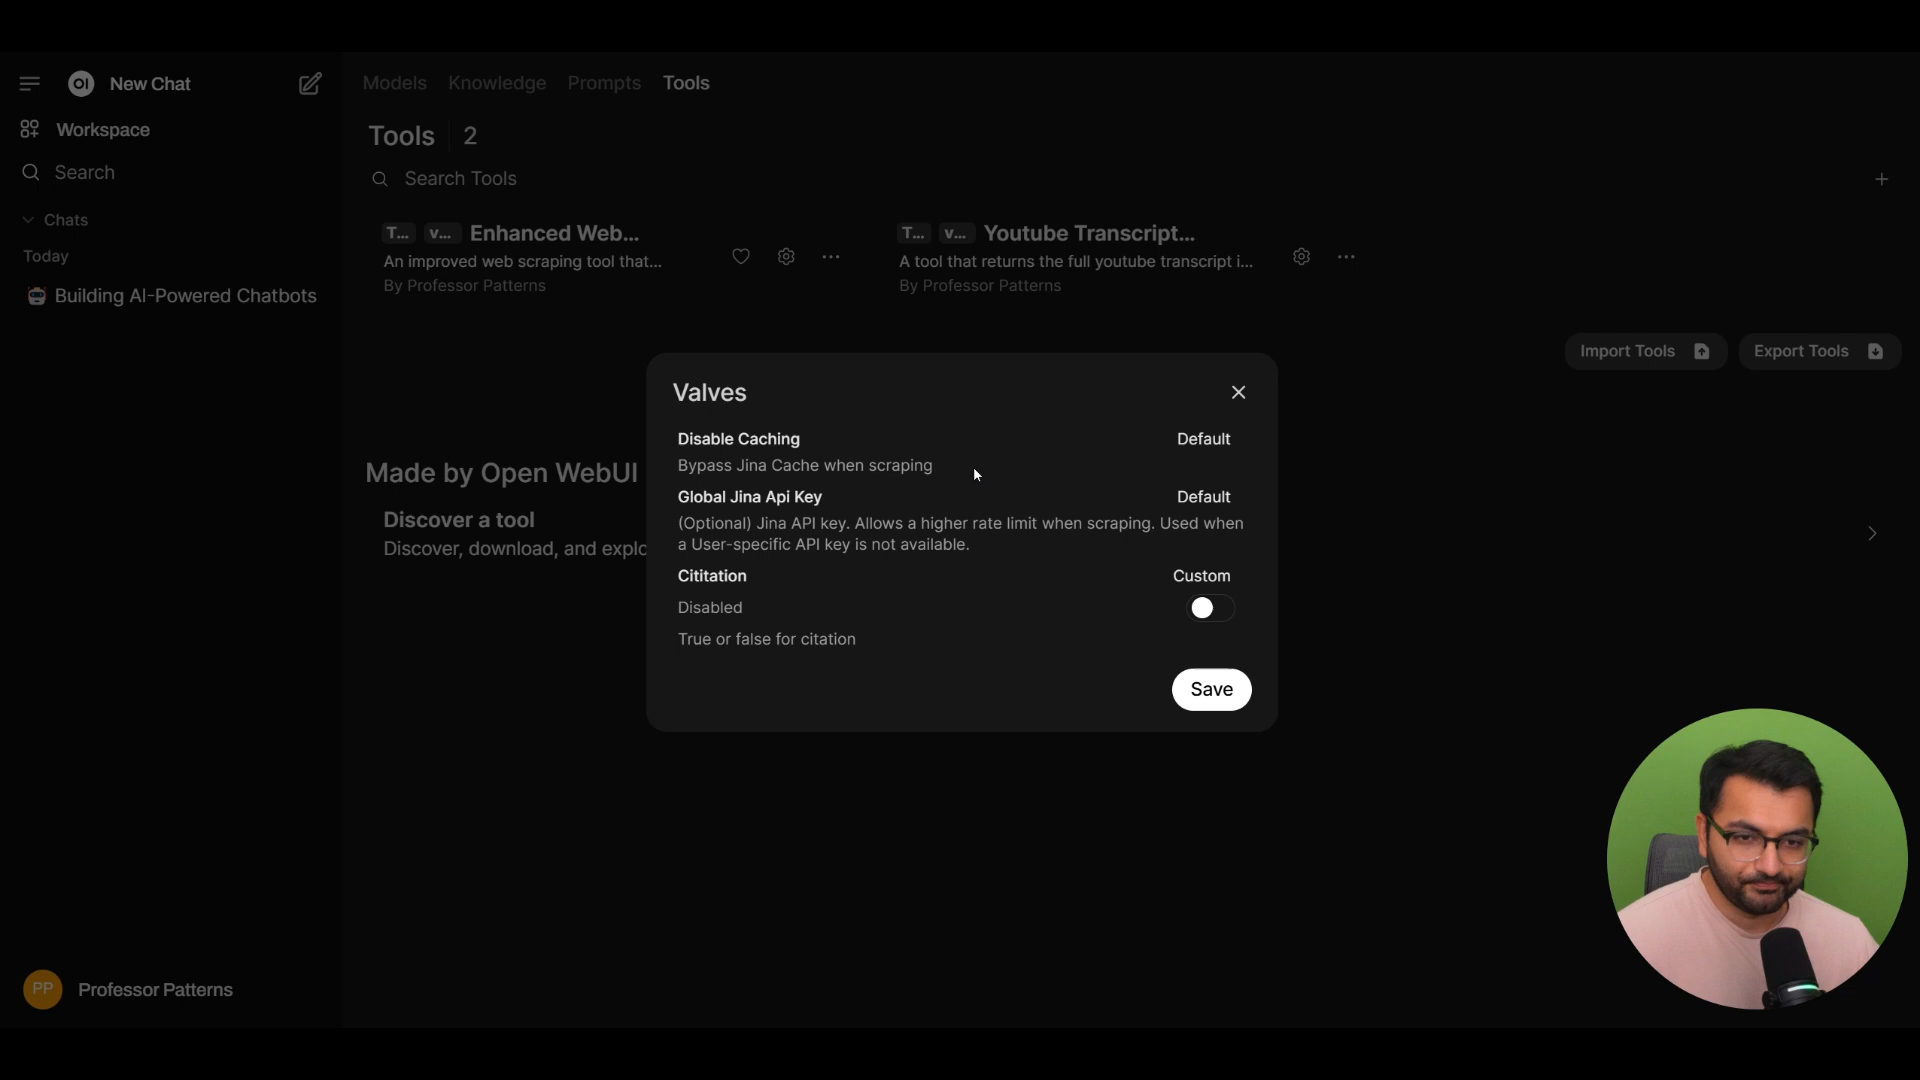 New Chat
Workspace
Search
Chats
Today
Building AI-Powered Chatbots
PP
Professor Patterns
OI
Models Knowledge Prompts Tools
Tools 2
Search Tools
T... v... Enhanced Web...
An improved web scraping tool that...
By Professor Patterns
T... v... Youtube Transcript...
A tool that returns the full youtube transcript i...
By Professor Patterns
Import Tools
Export Tools
Made by Open WebUI
Discover a tool
Discover, download, and explo
Valves
Disable Caching Default
Bypass Jina Cache when scraping
Global Jina Api Key Default
(Optional) Jina API key. Allows a higher rate limit when scraping. Used when
a User-specific API key is not available.
Cititation Custom
Disabled
True or false for citation
Save